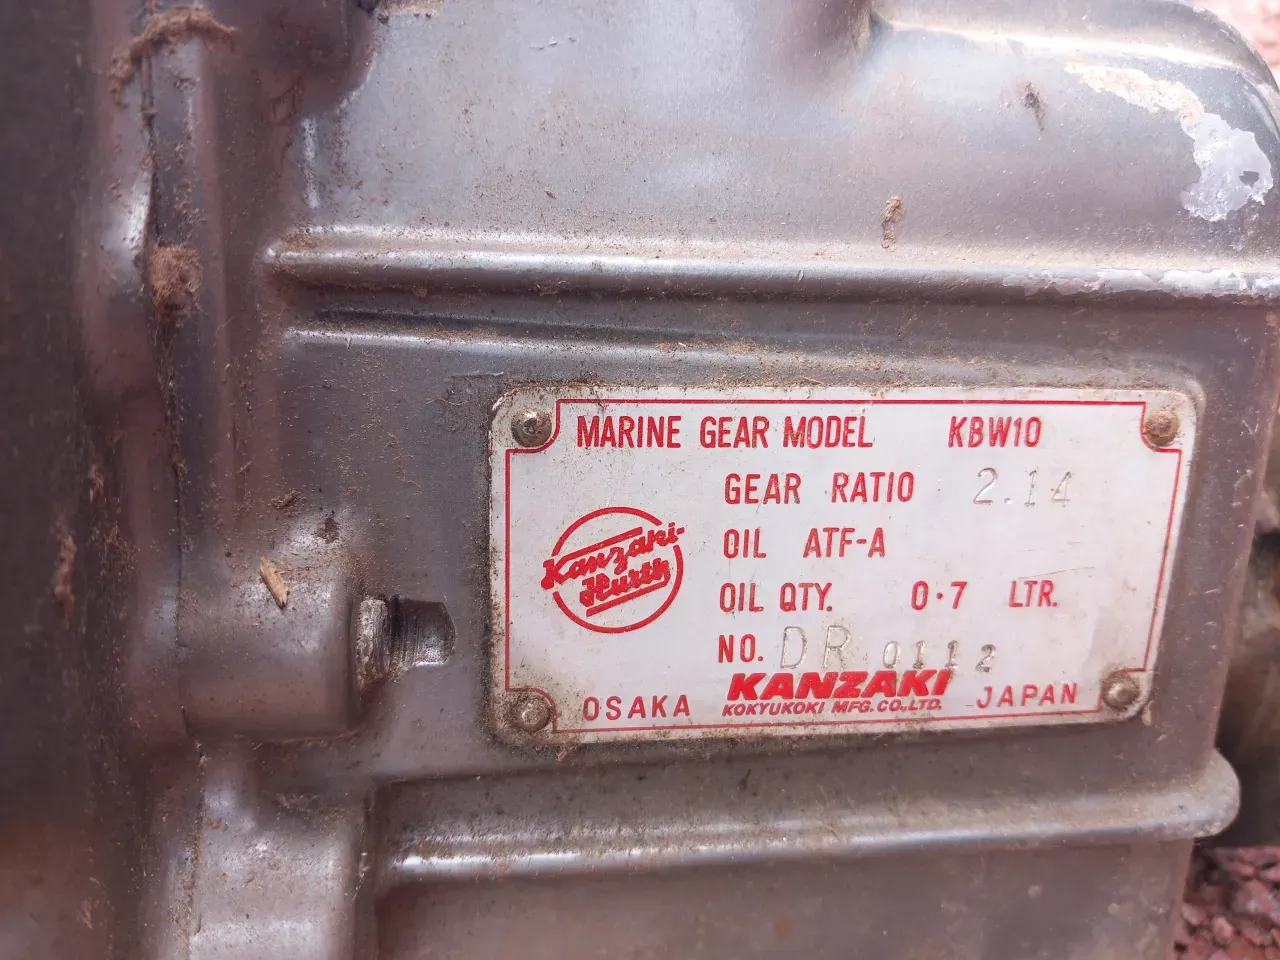 MARINE GEAR MODEL KBW10
GEAR RATIO 2.14
Kanzaki-
Hurth
OIL ATF-A
OIL QTY. 0.7 LTR.
NO. DR 0112
OSAKA KANZAKI JAPAN
KOKYUKOKI MFG.CO.,LTD.